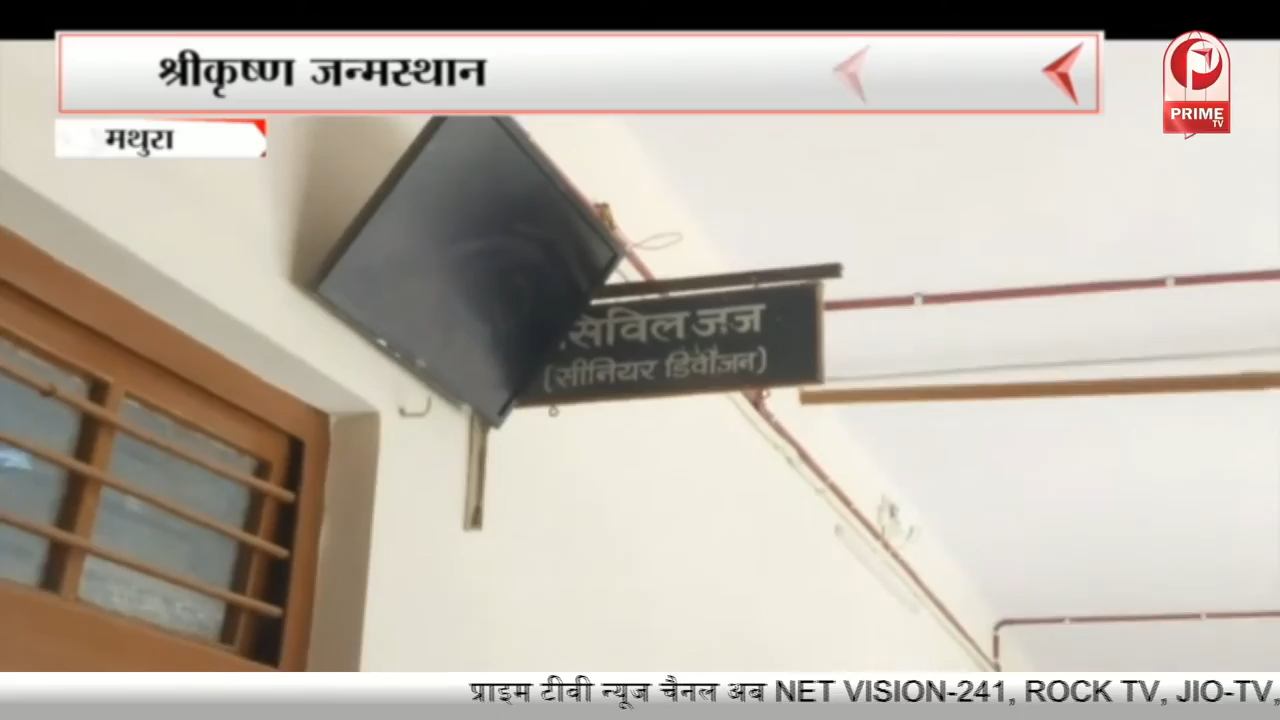 श्रीकृष्ण जन्मस्थान
मथुरा
PRIME
TV
सिविल जज
(सीनियर डिवीजन)
प्राइम टीवी न्यूज चैनल अब NET VISION-241, ROCK TV, JIO-TV,